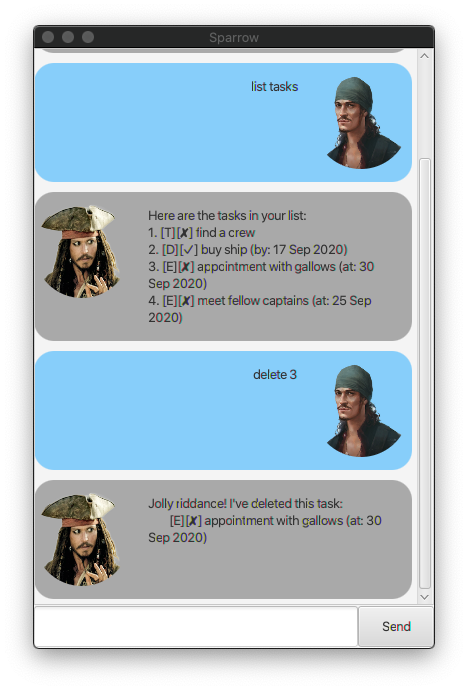 Sparrow
list tasks
Here are the tasks in your list:
1. [T][✘] find a crew
2. [D][✓] buy ship (by: 17 Sep 2020)
3. [E][✘] appointment with gallows (at: 30
Sep 2020)
4. [E][✘] meet fellow captains (at: 25 Sep
2020)
delete 3
Jolly riddance! I've deleted this task:
[E][✘] appointment with gallows (at: 30
Sep 2020)
Send